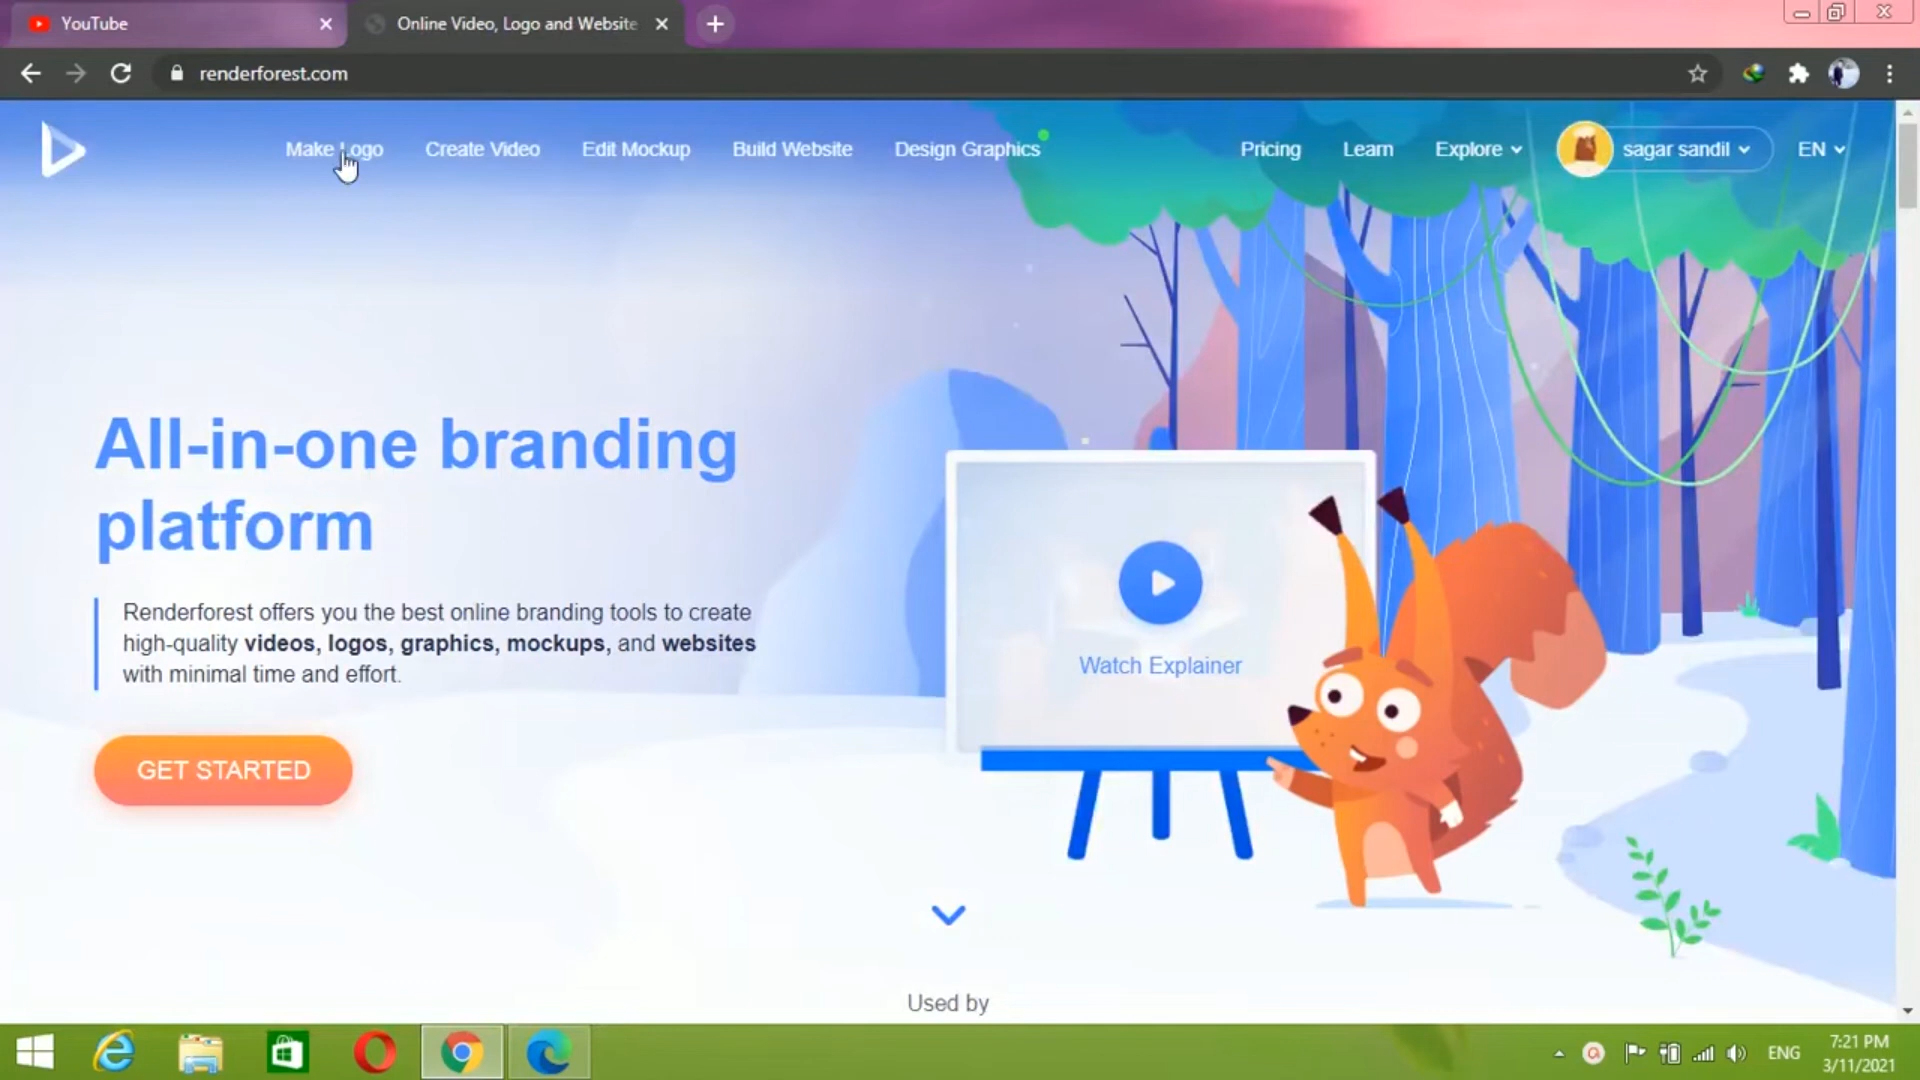 YouTube
Online Video, Logo and Website
renderforest.com
Make Logo
Create Video
Edit Mockup
Build Website
Design Graphics
Pricing
Learn
Explore
sagar sandil
EN
All-in-one branding
platform
Renderforest offers you the best online branding tools to create
high-quality videos, logos, graphics, mockups, and websites
with minimal time and effort.
GET STARTED
Watch Explainer
Used by
ENG
7:21 PM
3/11/2021